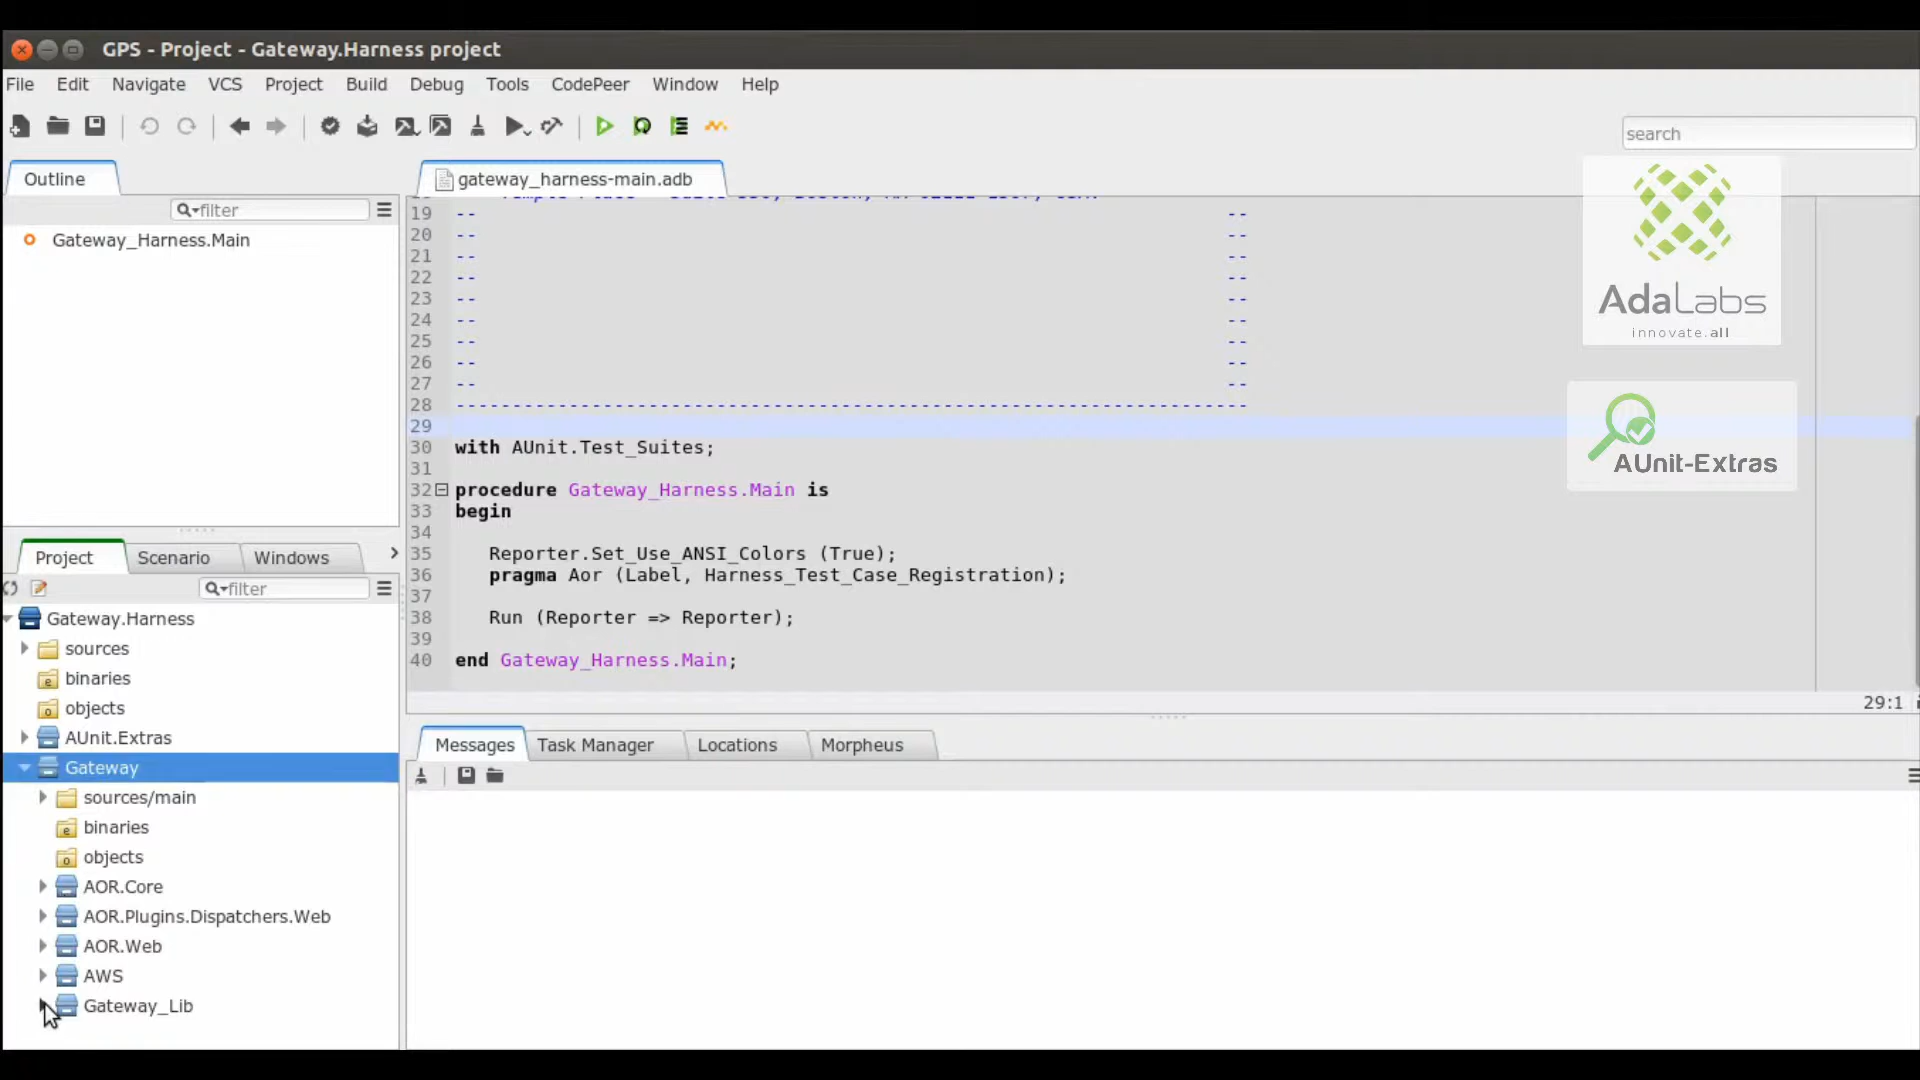 GPS - Project - Gateway.Harness project
File Edit Navigate VCS Project Build Debug Tools CodePeer Window Help
search
Outline
filter
Gateway_Harness.Main
gateway_harness-main.adb
19 -- --
20 -- --
21 -- --
22 -- --
23 -- --
24 -- --
25 -- --
26 -- --
27 -- --
28 ----------------------------------------------------------------------
29
30 with AUnit.Test_Suites;
31
32 procedure Gateway_Harness.Main is
33 begin
34
35 Reporter.Set_Use_ANSI_Colors (True);
36 pragma Aor (Label, Harness_Test_Case_Registration);
37
38 Run (Reporter => Reporter);
39
40 end Gateway_Harness.Main;
29:1
AdaLabs
innovate.all
AUnit-Extras
Project Scenario Windows
filter
Gateway.Harness
sources
binaries
objects
AUnit.Extras
Gateway
sources/main
binaries
objects
AOR.Core
AOR.Plugins.Dispatchers.Web
AOR.Web
AWS
Gateway_Lib
Messages Task Manager Locations Morpheus